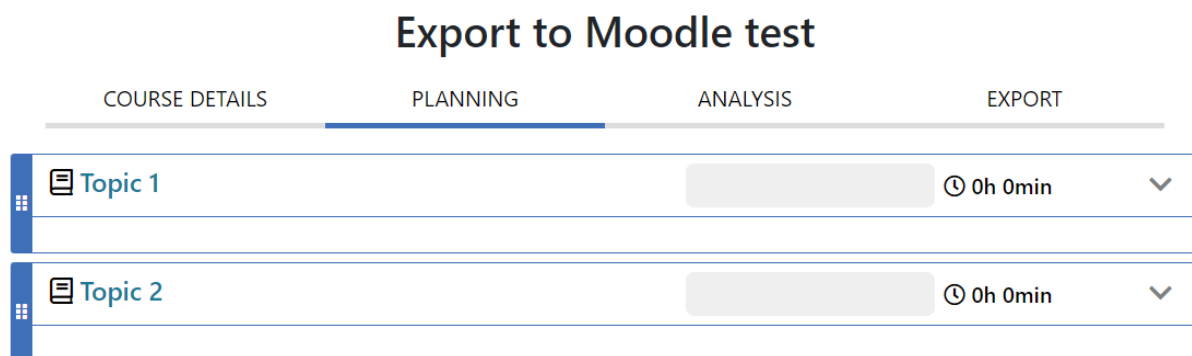 Export to Moodle test
COURSE DETAILS PLANNING ANALYSIS EXPORT
Topic 1 0h 0min
Topic 2 0h 0min